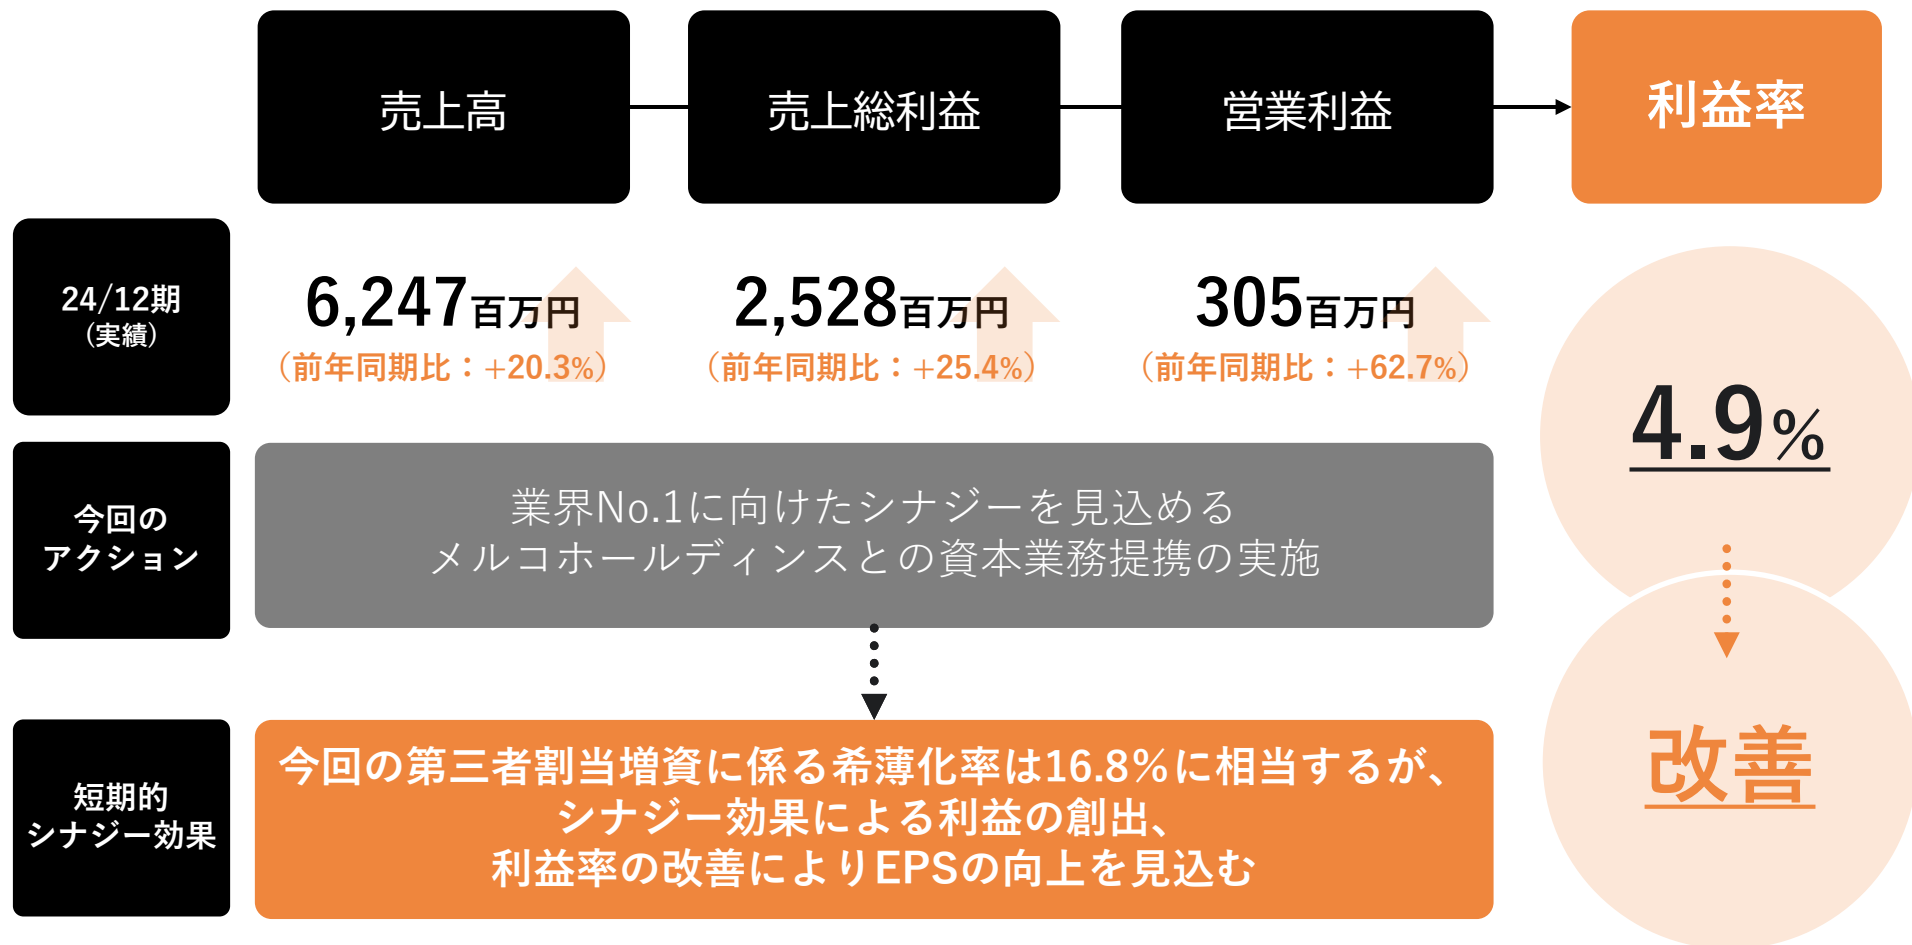 売上高
売上総利益
営業利益
利益率
24/12期
(実績)
6,247百万円
(前年同期比：+20.3%)
2,528百万円
(前年同期比：+25.4%)
305百万円
(前年同期比：+62.7%)
4.9%
今回の
アクション
業界No.1に向けたシナジーを見込める
メルコホールディンスとの資本業務提携の実施
短期的
シナジー効果
今回の第三者割当増資に係る希薄化率は16.8%に相当するが、
シナジー効果による利益の創出、
利益率の改善によりEPSの向上を見込む
改善